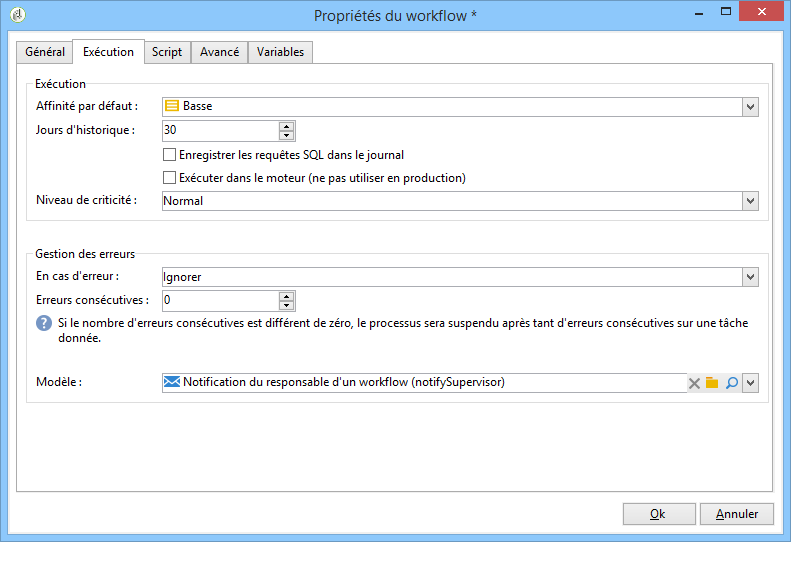 Propriétés du workflow *
Général Exécution Script Avancé Variables
Exécution
Affinité par défaut : Basse
Jours d'historique : 30
Enregistrer les requêtes SQL dans le journal
Exécuter dans le moteur (ne pas utiliser en production)
Niveau de criticité : Normal
Gestion des erreurs
En cas d'erreur : Ignorer
Erreurs consécutives : 0
Si le nombre d'erreurs consécutives est différent de zéro, le processus sera suspendu après tant d'erreurs consécutives sur une tâche
donnée.
Modèle : Notification du responsable d'un workflow (notifySupervisor)
Ok Annuler